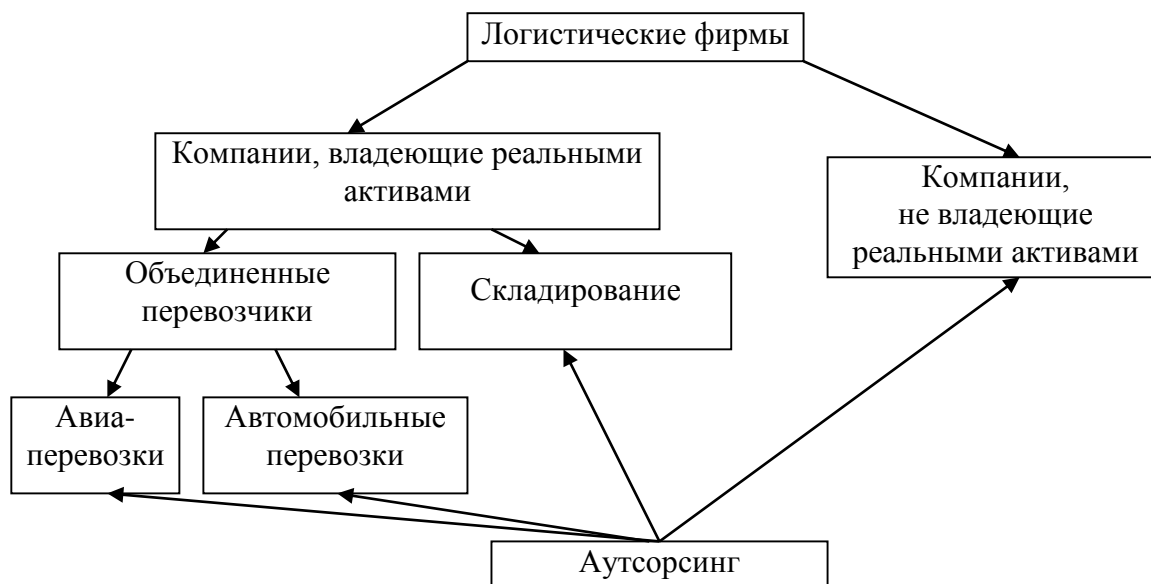 Логистические фирмы
Компании, владеющие реальными
активами
Компании,
не владеющие
реальными активами
Объединенные
перевозчики
Складирование
Авиа-
перевозки
Автомобильные
перевозки
Аутсорсинг